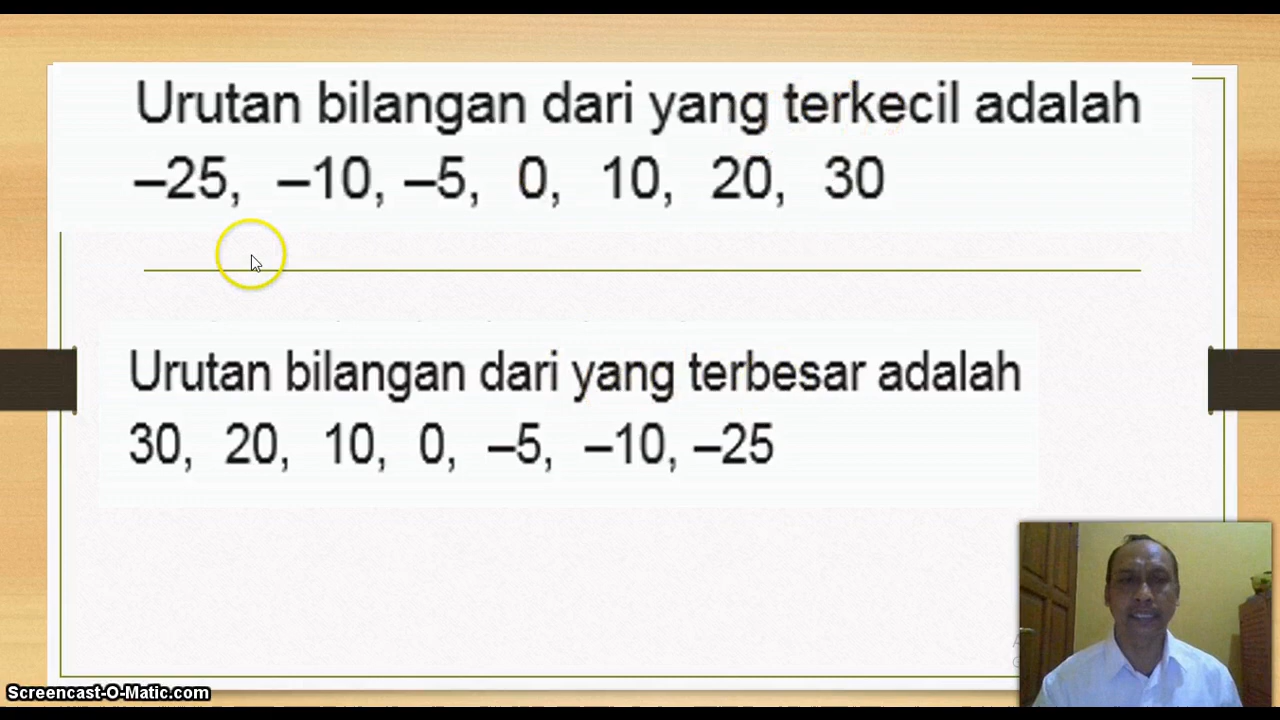 Urutan bilangan dari yang terkecil adalah
–25, –10, –5, 0, 10, 20, 30
Urutan bilangan dari yang terbesar adalah
30, 20, 10, 0, –5, –10, –25
Screencast-O-Matic.com